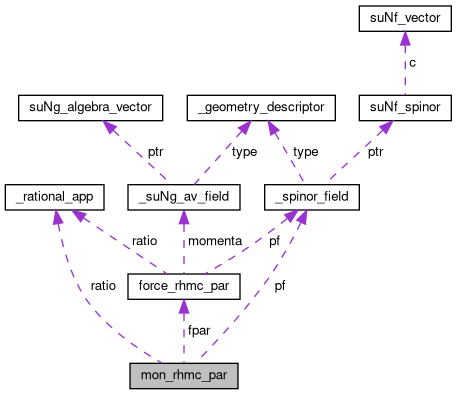 suNf_vector
c
suNg_algebra_vector
_geometry_descriptor
suNf_spinor
ptr
type
type
ptr
_rational_app
_suNg_av_field
_spinor_field
ratio
momenta
pf
force_rhmc_par
ratio
pf
fpar
mon_rhmc_par